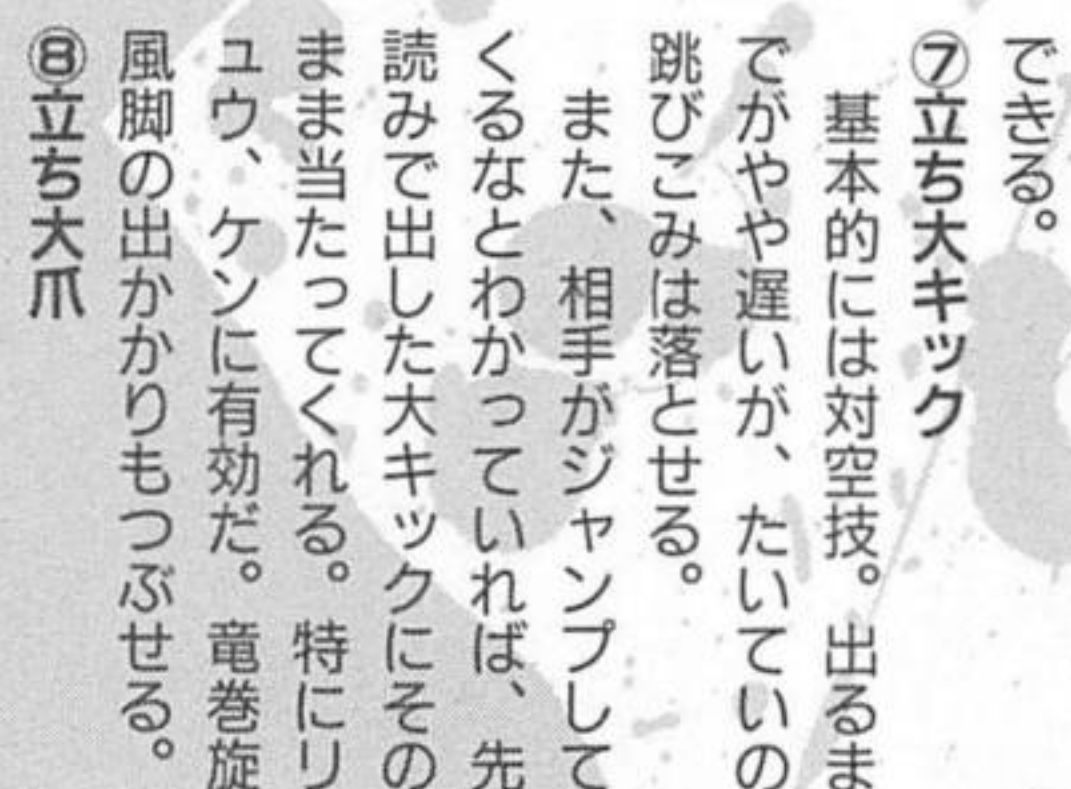 できる。
⑦立ち大キック
基本的には対空技。出るま
でがやや遅いが、たいていの
跳びこみは落とせる。
また、相手がジャンプして
くるなとわかっていれば、先
読みで出した大キックにその
まま当たってくれる。特にリ
ュウ、ケンに有効だ。竜巻旋
風脚の出かかりもつぶせる。
⑧立ち大爪